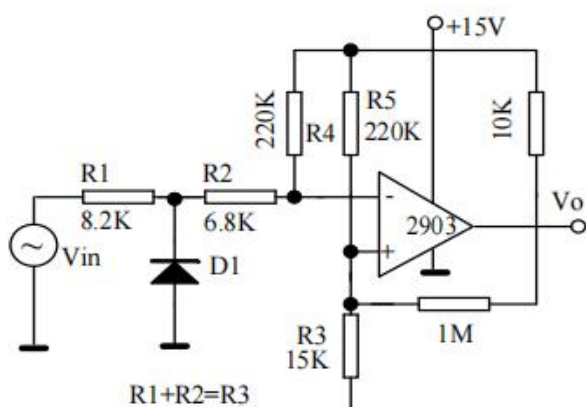 +15V
220K
R4
R5
220K
10K
R1
8.2K
R2
6.8K
-
2903
+
Vo
~
Vin
D1
R3
15K
1M
R1+R2=R3